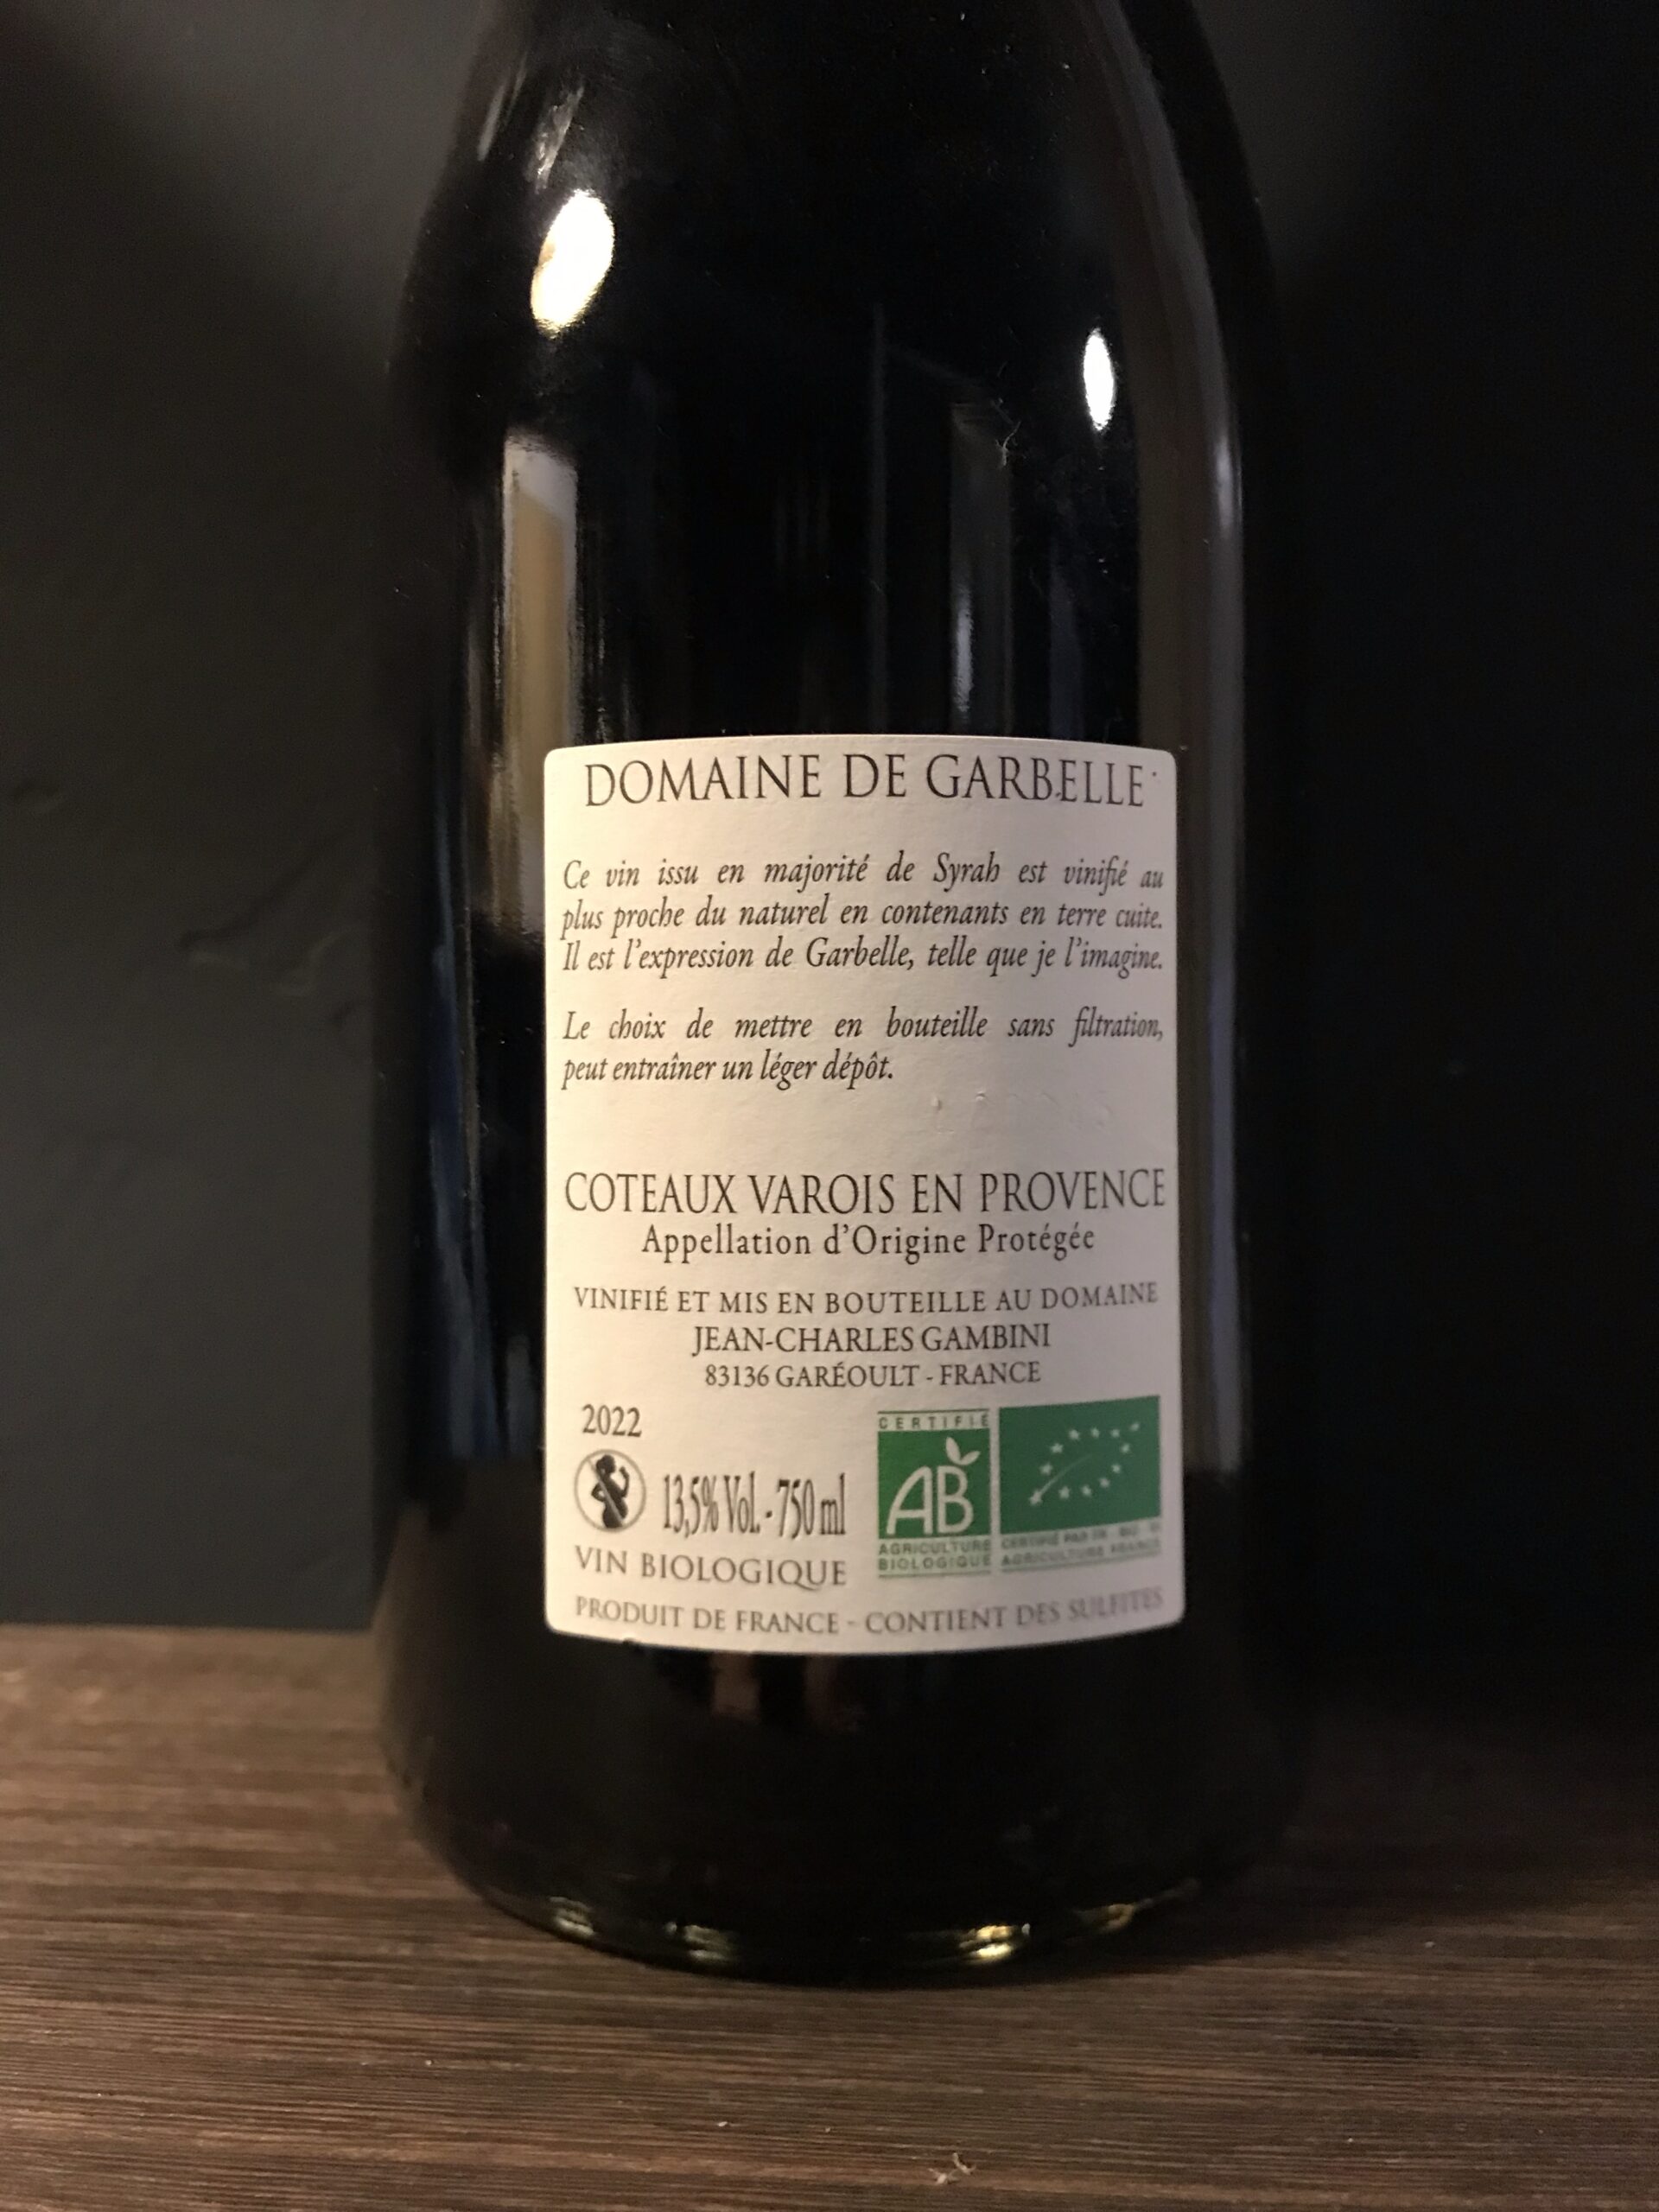 DOMAINE DE GARBELLE
Ce vin issu en majorité de Syrah est vinifié au
plus proche du naturel en contenants en terre cuite.
Il est l'expression de Garbelle, telle que je l'imagine.
Le choix de mettre en bouteille sans filtration,
peut entraîner un léger dépôt.
COTEAUX VAROIS EN PROVENCE
Appellation d'Origine Protégée
VINIFIÉ ET MIS EN BOUTEILLE AU DOMAINE
JEAN-CHARLES GAMBINI
83136 GARÉOULT - FRANCE
2022
13,5% Vol. - 750 ml
VIN BIOLOGIQUE
CERTIFIÉ
AB
AGRICULTURE
BIOLOGIQUE
CERTIFIÉ PAR FR - BIO
AGRICULTURE FRANCE
PRODUIT DE FRANCE - CONTIENT DES SULFITES